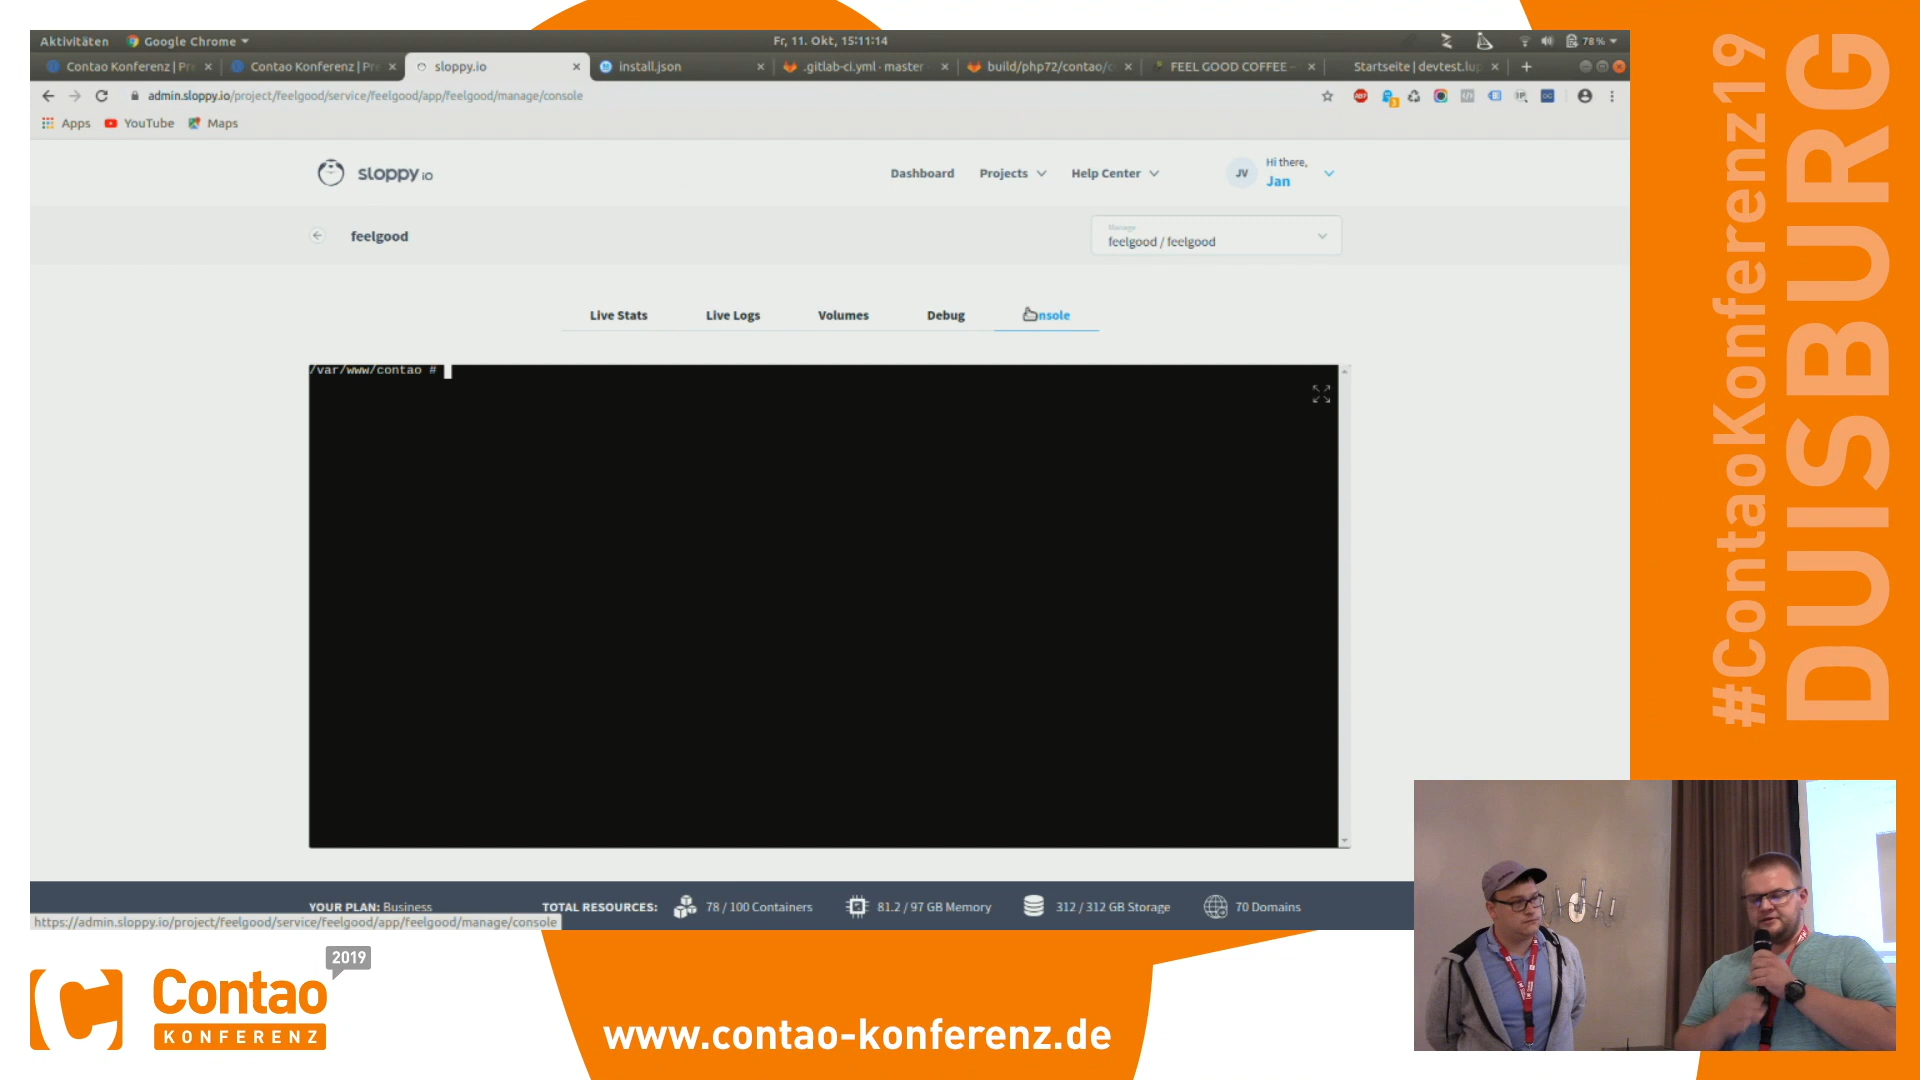 Aktivitäten
Google Chrome
Fr, 11. Okt, 15:11:14
78 %
Contao Konferenz | Pr
Contao Konferenz | Pr
sloppy.io
install.json
.gitlab-ci.yml · master
build/php72/contao/c
FEEL GOOD COFFEE –
Startseite | devtest.lup
admin.sloppy.io/project/feelgood/service/feelgood/app/feelgood/manage/console
Apps
YouTube
Maps
sloppy io
Dashboard
Projects
Help Center
JV
Hi there,
Jan
feelgood
Manage
feelgood / feelgood
Live Stats
Live Logs
Volumes
Debug
nsole
/var/www/contao #
YOUR PLAN: Business
TOTAL RESOURCES:
78 / 100 Containers
81.2 / 97 GB Memory
312 / 312 GB Storage
70 Domains
https://admin.sloppy.io/project/feelgood/service/feelgood/app/feelgood/manage/console
#ContaoKonferenz19
DUISBURG
2019
Contao
KONFERENZ
www.contao-konferenz.de